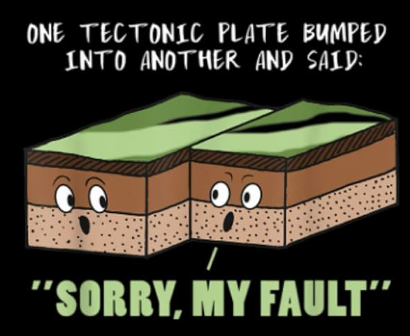 ONE TECTONIC PLATE BUMPED
INTO ANOTHER AND SAID:
"SORRY, MY FAULT"